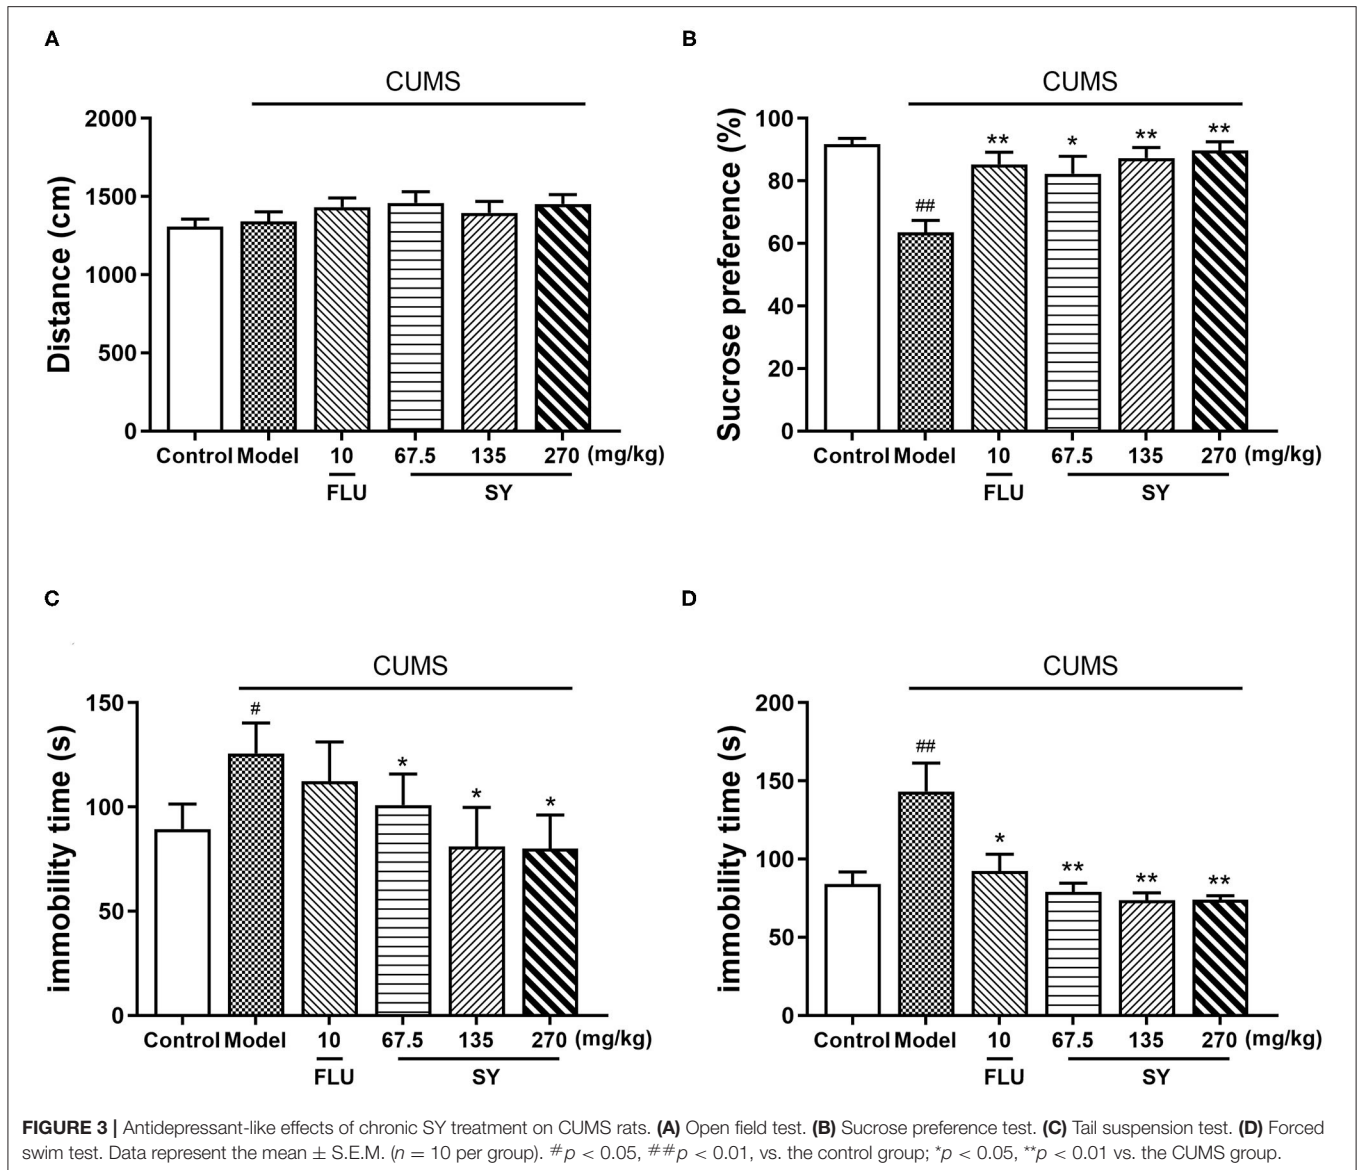 A
CUMS
Distance (cm)
2000
1500
1000
500
0
Control Model 10 67.5 135 270 (mg/kg)
FLU SY
B
CUMS
Sucrose preference (%)
100
80
60
40
20
0
## ** * ** **
Control Model 10 67.5 135 270 (mg/kg)
FLU SY
C
CUMS
immobility time (s)
150
100
50
0
# * * *
Control Model 10 67.5 135 270 (mg/kg)
FLU SY
D
CUMS
immobility time (s)
200
150
100
50
0
## * ** ** **
Control Model 10 67.5 135 270 (mg/kg)
FLU SY
FIGURE 3 | Antidepressant-like effects of chronic SY treatment on CUMS rats. (A) Open field test. (B) Sucrose preference test. (C) Tail suspension test. (D) Forced
swim test. Data represent the mean ± S.E.M. (n = 10 per group). #p < 0.05, ##p < 0.01, vs. the control group; *p < 0.05, **p < 0.01 vs. the CUMS group.